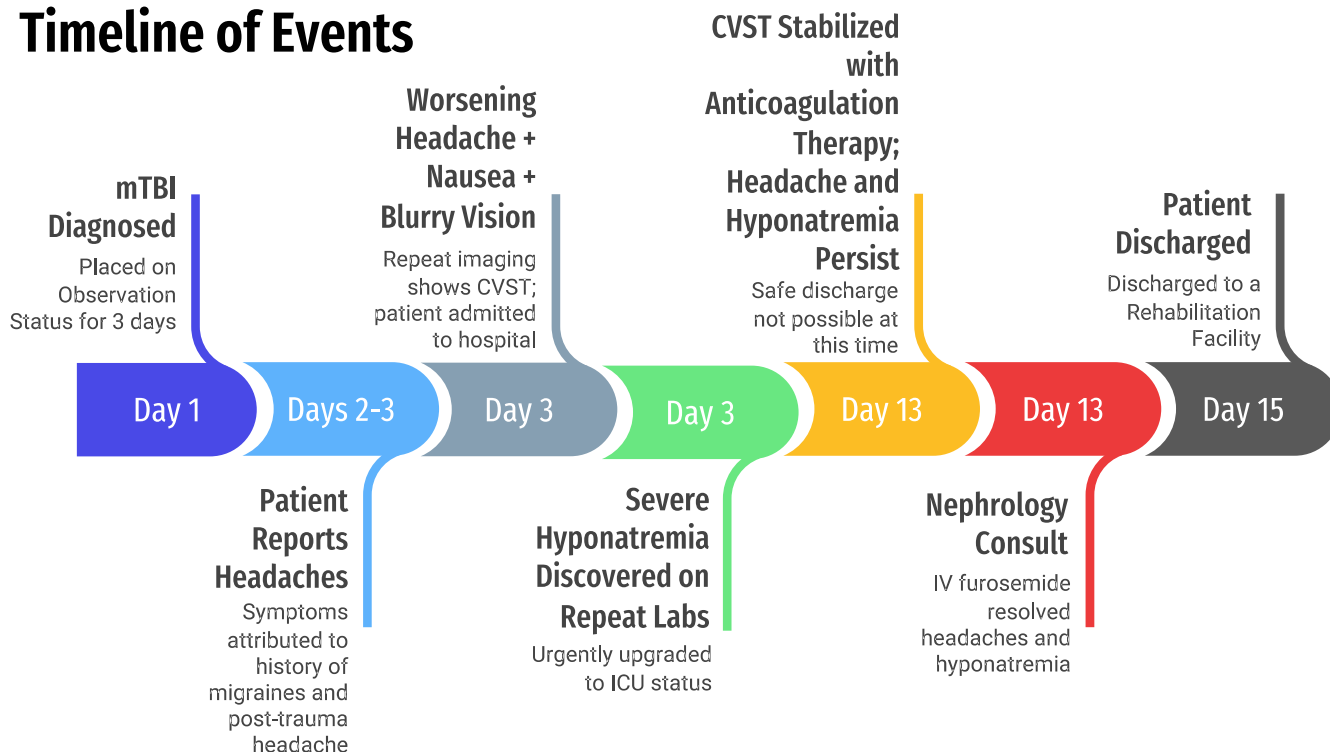 Timeline of Events
mTBI
Diagnosed
Placed on
Observation
Status for 3 days
Day 1
Days 2-3
Patient
Reports
Headaches
Symptoms
attributed to
history of
migraines and
post-trauma
headache
Worsening
Headache +
Nausea +
Blurry Vision
Repeat imaging
shows CVST;
patient admitted
to hospital
Day 3
Day 3
Severe
Hyponatremia
Discovered on
Repeat Labs
Urgently upgraded
to ICU status
CVST Stabilized
with
Anticoagulation
Therapy;
Headache and
Hyponatremia
Persist
Safe discharge
not possible at
this time
Day 13
Day 13
Nephrology
Consult
IV furosemide
resolved
headaches and
hyponatremia
Patient
Discharged
Discharged to a
Rehabilitation
Facility
Day 15